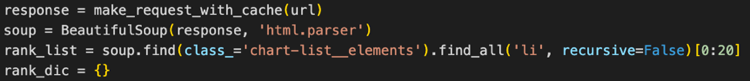 response = make_request_with_cache(url)
soup = BeautifulSoup(response, 'html.parser')
rank_list = soup.find(class_='chart-list__elements').find_all('li', recursive=False)[0:20]
rank_dic = {}